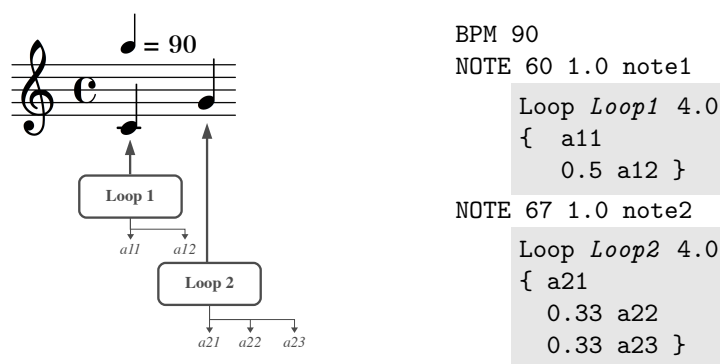 = 90
Loop 1
a11 a12
Loop 2
a21 a22 a23
BPM 90
NOTE 60 1.0 note1
Loop Loop1 4.0
{ a11
0.5 a12 }
NOTE 67 1.0 note2
Loop Loop2 4.0
{ a21
0.33 a22
0.33 a23 }